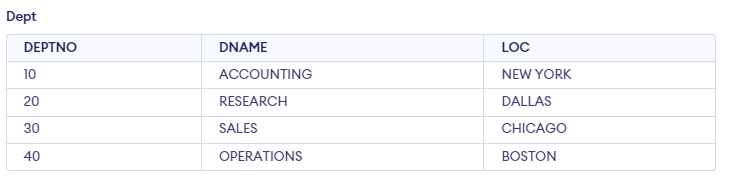 Dept
DEPTNO DNAME LOC
10 ACCOUNTING NEW YORK
20 RESEARCH DALLAS
30 SALES CHICAGO
40 OPERATIONS BOSTON